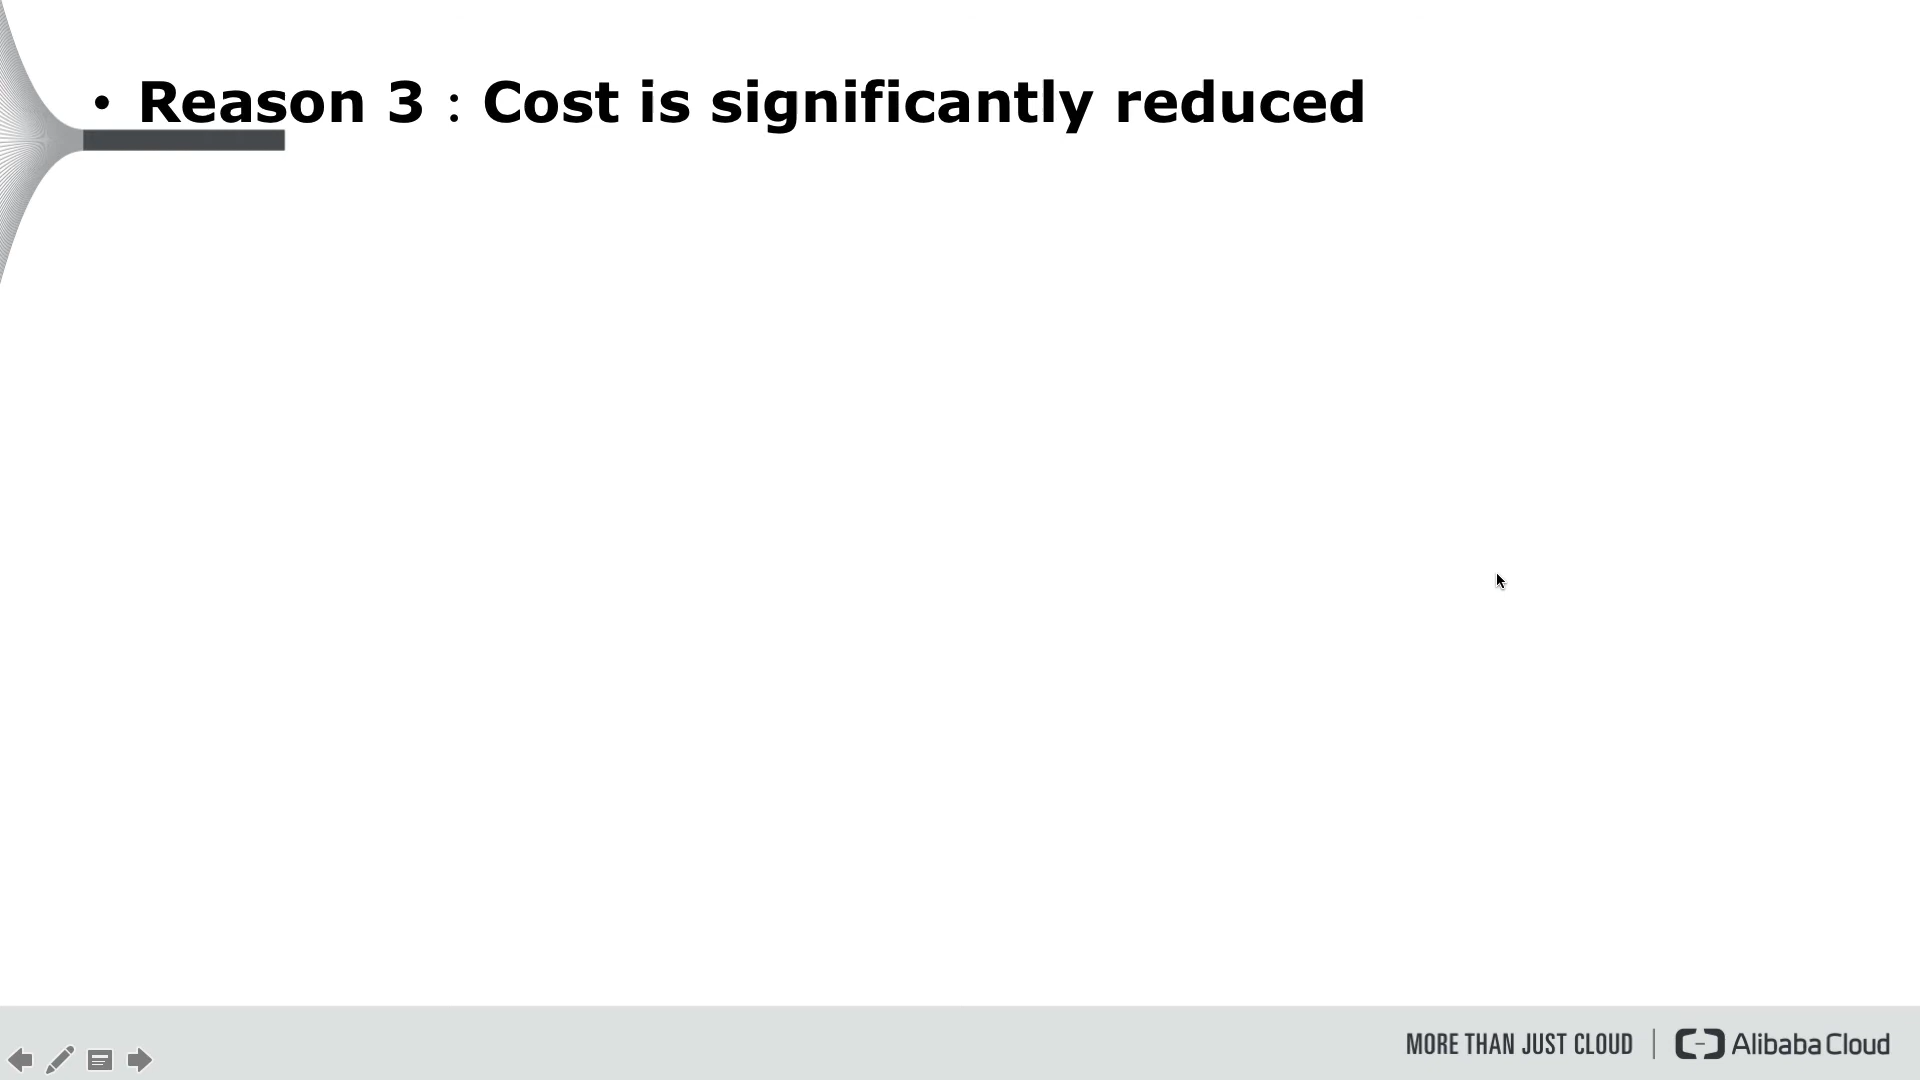 • Reason 3 : Cost is significantly reduced
MORE THAN JUST CLOUD | Alibaba Cloud